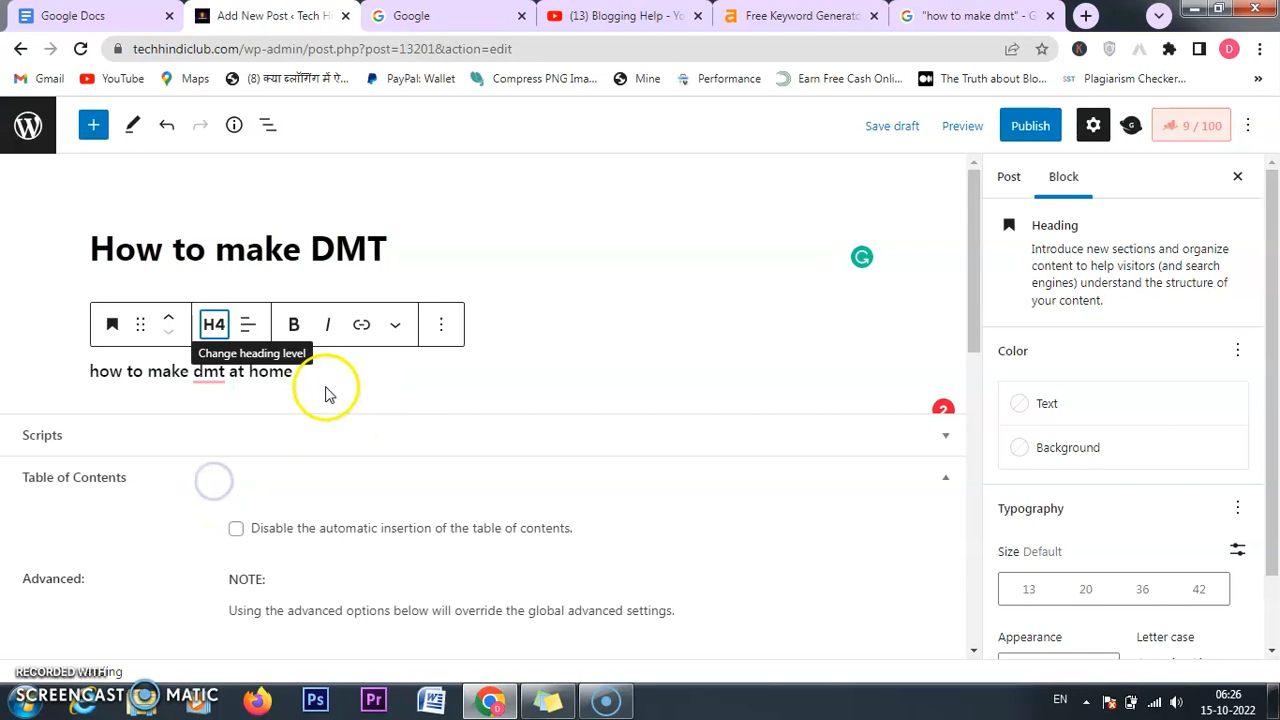 Google Docs
Add New Post ‹ Tech H
Google
(13) Blogging Help - Yo
Free Keyword Generato
"how to make dmt" - G
techhindiclub.com/wp-admin/post.php?post=13201&action=edit
D
Gmail
YouTube
Maps
(8) क्या ब्लॉगिंग में ऐ...
PayPal: Wallet
Compress PNG Ima...
Mine
Performance
Earn Free Cash Onli...
The Truth about Blo...
SST
Plagiarism Checker...
»
Save draft
Preview
Publish
9 / 100
Post
Block
Heading
Introduce new sections and organize
content to help visitors (and search
engines) understand the structure of
your content.
How to make DMT
H4
B
I
Change heading level
how to make dmt at home
2
Color
Text
Background
Scripts
Table of Contents
Disable the automatic insertion of the table of contents.
Advanced:
NOTE:
Using the advanced options below will override the global advanced settings.
Typography
Size Default
13
20
36
42
Appearance
Letter case
RECORDED WITH
SCREENCAST MATIC
Ps
Pr
EN
06:26
15-10-2022